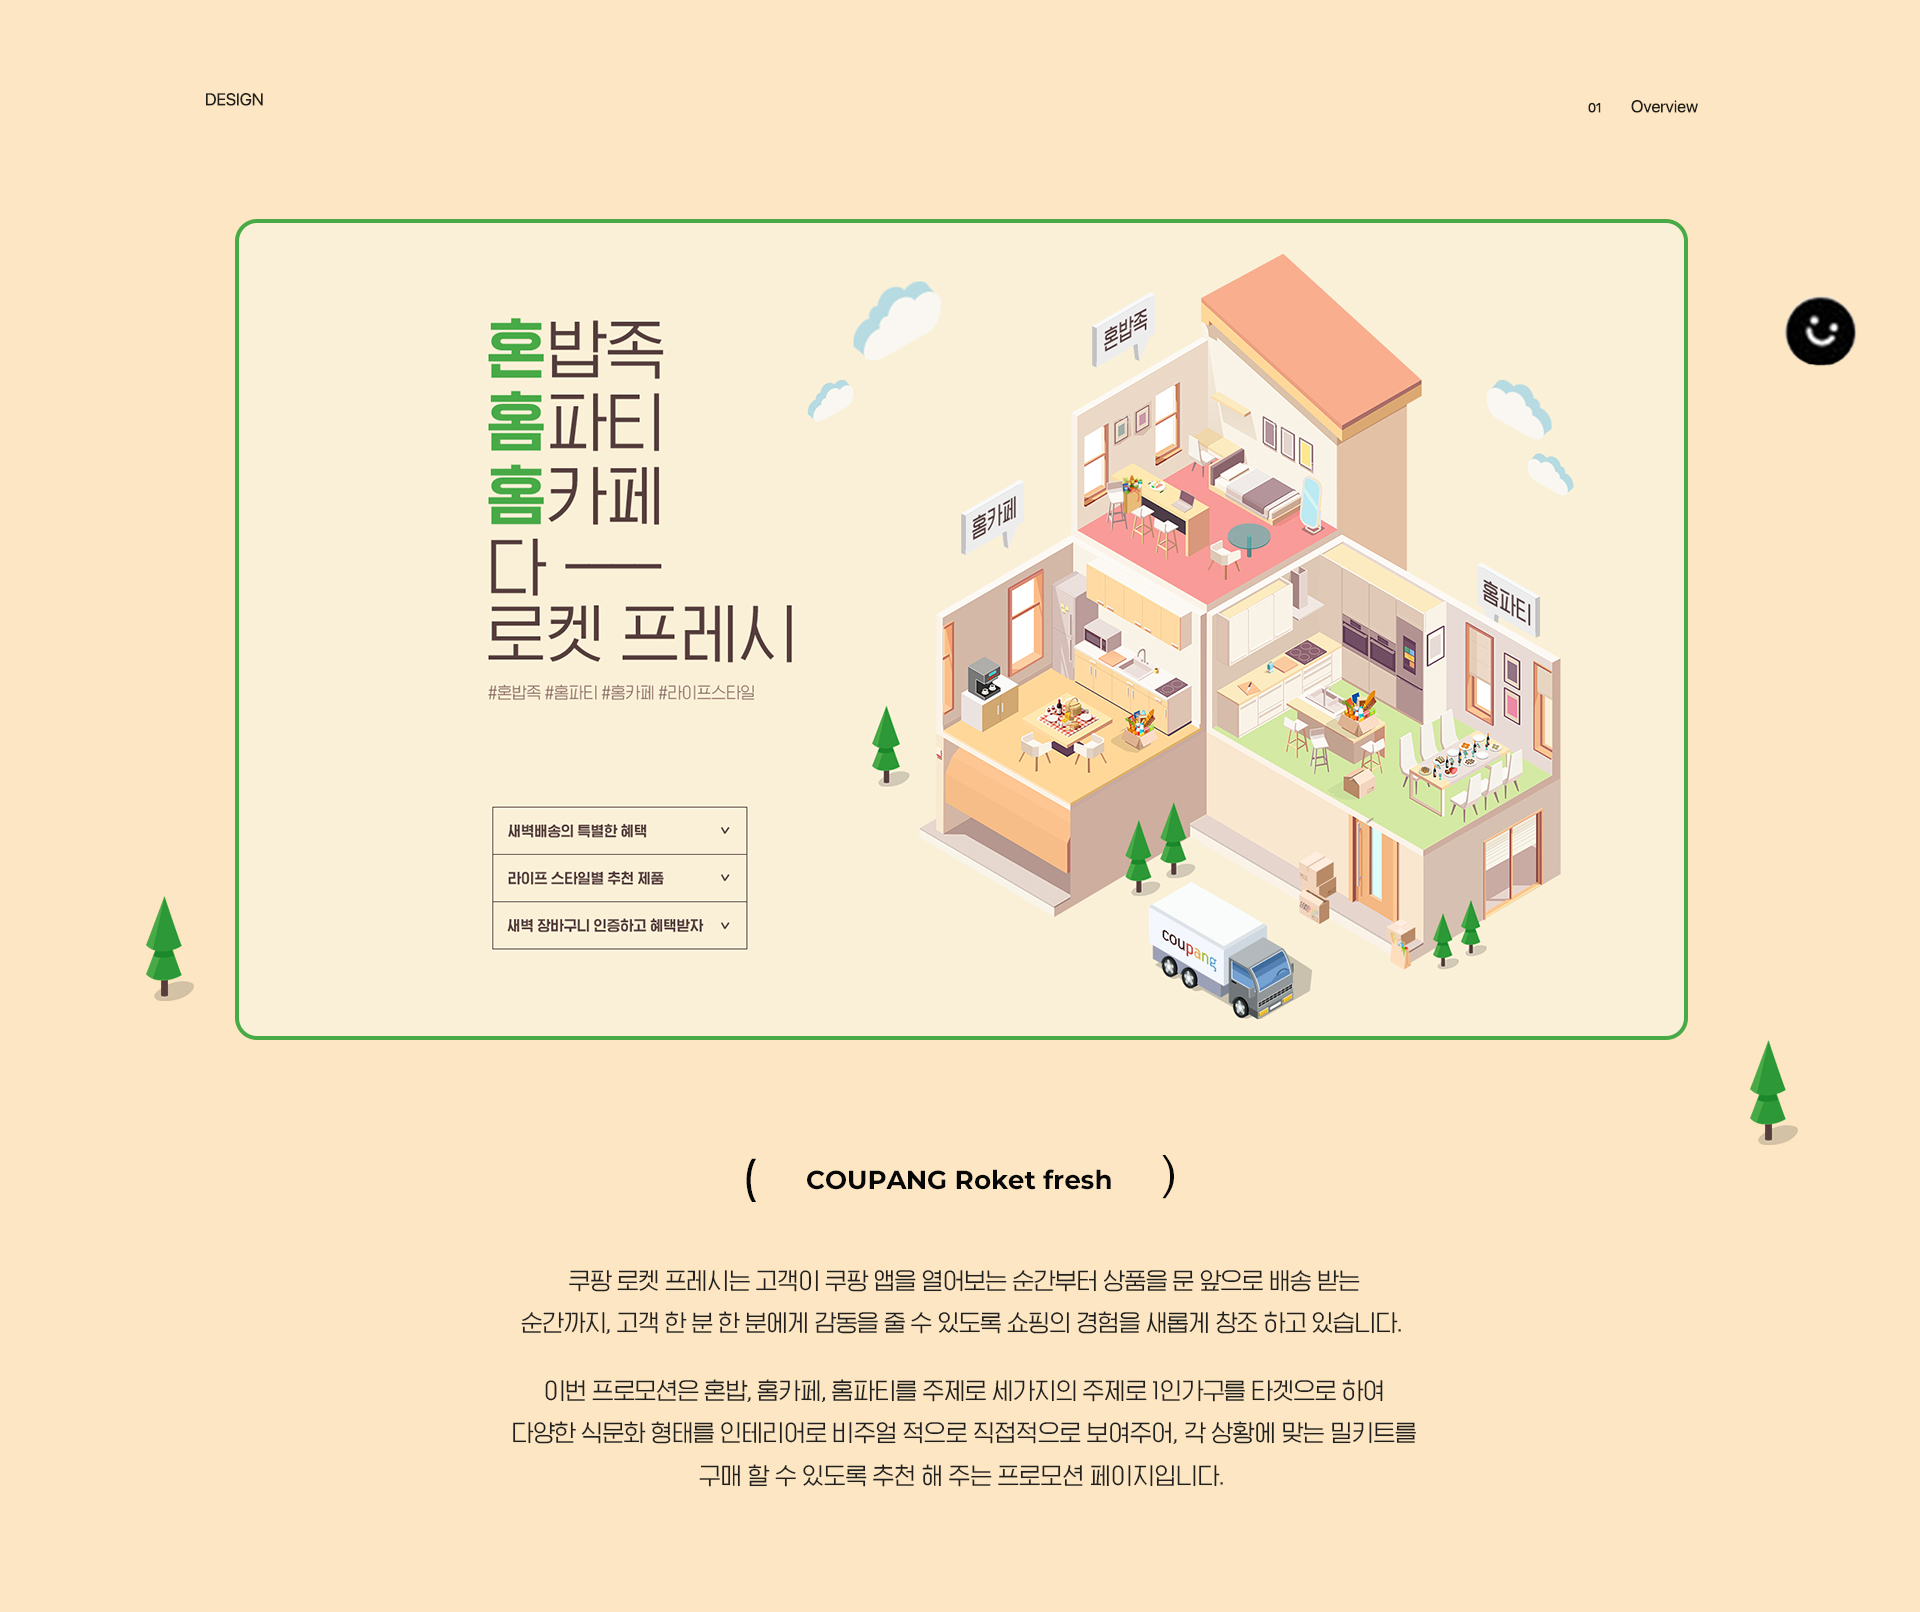 DESIGN
01 Overview
혼밥족
홈파티
홈카페
다 —
로켓 프레시
#혼밥족 #홈파티 #홈카페 #라이프스타일
새벽배송의 특별한 혜택
라이프 스타일별 추천 제품
새벽 장바구니 인증하고 혜택받자
혼밥족
홈카페
홈파티
coupang
( COUPANG Roket fresh )
쿠팡 로켓 프레시는 고객이 쿠팡 앱을 열어보는 순간부터 상품을 문 앞으로 배송 받는
순간까지, 고객 한 분 한 분에게 감동을 줄 수 있도록 쇼핑의 경험을 새롭게 창조 하고 있습니다.
이번 프로모션은 혼밥, 홈카페, 홈파티를 주제로 세가지의 주제로 1인가구를 타겟으로 하여
다양한 식문화 형태를 인테리어로 비주얼 적으로 직접적으로 보여주어, 각 상황에 맞는 밀키트를
구매 할 수 있도록 추천 해 주는 프로모션 페이지입니다.